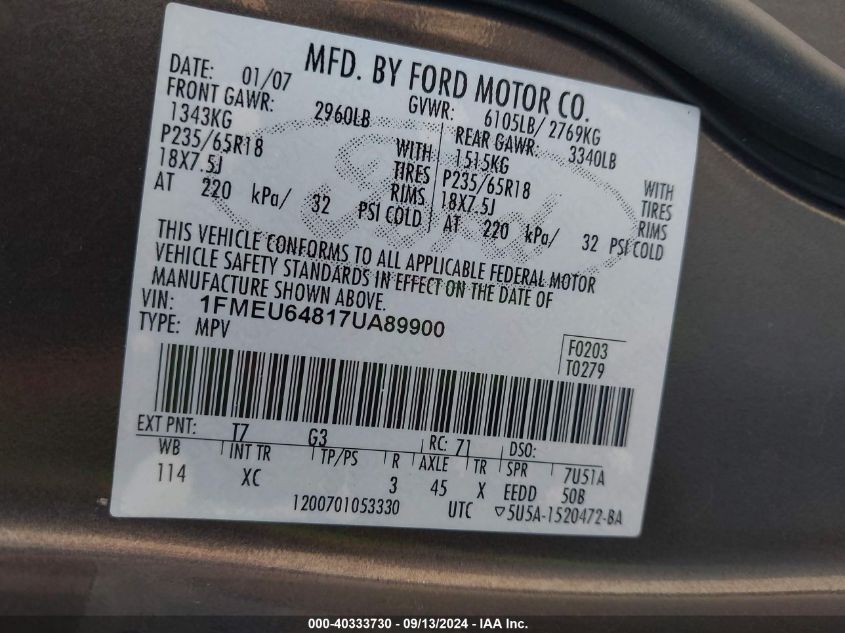 MFD. BY FORD MOTOR CO.
DATE: 01/07 GVWR: 6105LB/ 2769KG
FRONT GAWR: 2960LB REAR GAWR: 3340LB
1343KG WITH 1515KG WITH
P235/65R18 TIRES P235/65R18 TIRES
18X7.5J RIMS 18X7.5J RIMS
AT 220 kPa/ 32 PSI COLD AT 220 kPa/ 32 PSI COLD
Ford
THIS VEHICLE CONFORMS TO ALL APPLICABLE FEDERAL MOTOR
VEHICLE SAFETY STANDARDS IN EFFECT ON THE DATE OF
MANUFACTURE SHOWN ABOVE.
VIN: 1FMEU64817UA89900
TYPE: MPV
F0203
T0279
EXT PNT: T7 G3 RC: 71 DSO:
WB INT TR TP/PS R AXLE TR SPR 7U51A
114 XC 3 45 X EEDD 50B
1200701053330 UTC ▽5U5A-1520472-BA
000-40333730 - 09/13/2024 - IAA Inc.